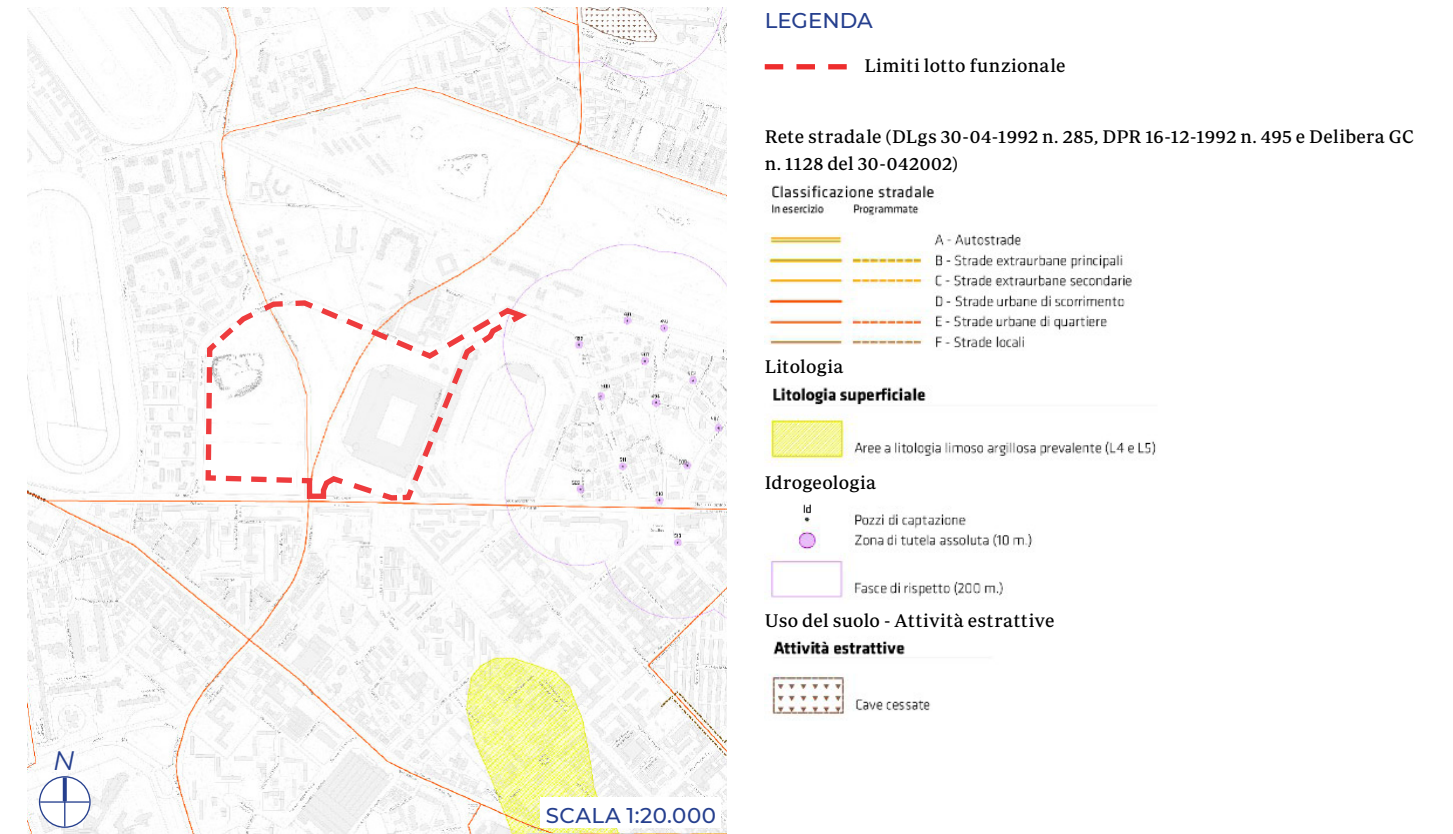 LEGENDA
Limiti lotto funzionale
Rete stradale (DLgs 30-04-1992 n. 285, DPR 16-12-1992 n. 495 e Delibera GC
n. 1128 del 30-042002)
Classificazione stradale
In esercizio Programmate
A - Autostrade
B - Strade extraurbane principali
C - Strade extraurbane secondarie
D - Strade urbane di scorrimento
E - Strade urbane di quartiere
F - Strade locali
Litologia
Litologia superficiale
Aree a litologia limoso argillosa prevalente (L4 e L5)
Idrogeologia
Id
Pozzi di captazione
Zona di tutela assoluta (10 m.)
Fasce di rispetto (200 m.)
Uso del suolo - Attività estrattive
Attività estrattive
Cave cessate
N
SCALA 1:20.000